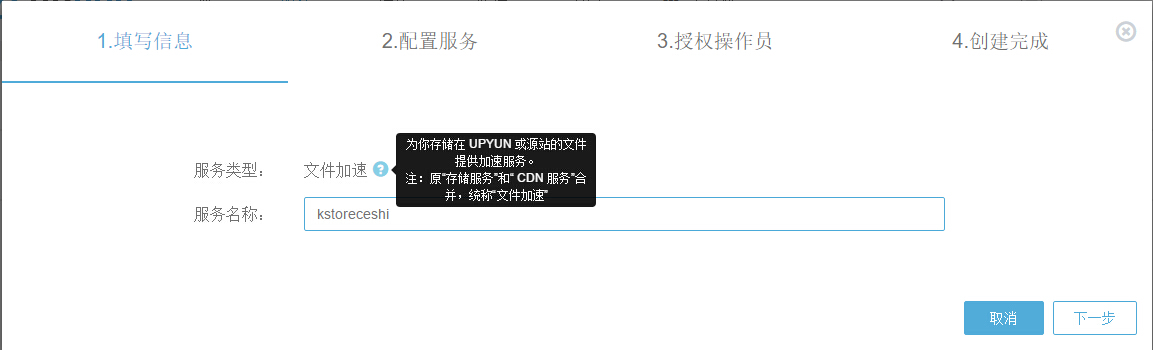 1.填写信息
2.配置服务
3.授权操作员
4.创建完成
为你存储在 UPYUN 或源站的文件
提供加速服务。
注：原"存储服务"和" CDN 服务"合
并，统称"文件加速"
服务类型：
文件加速 ?
服务名称：
kstoreceshi
取消
下一步